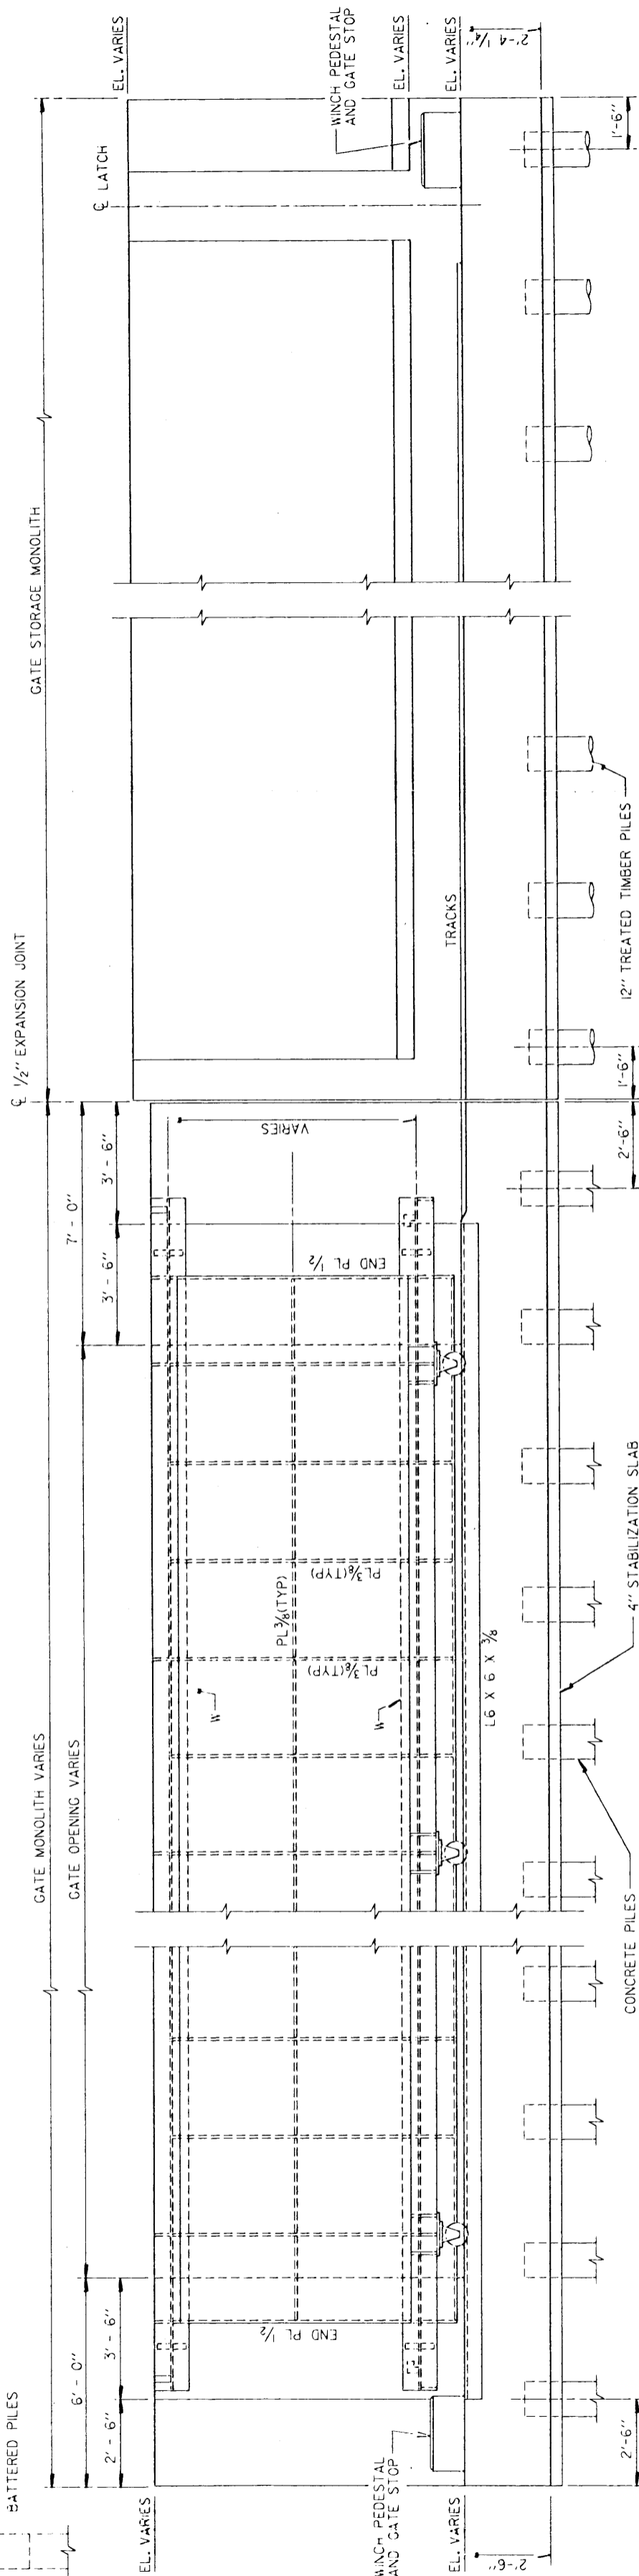 BATTERED PILES
GATE MONOLITH VARIES
GATE OPENING VARIES
6' - 0"
2' - 6"
3' - 6"
7' - 0"
3' - 6"
3' - 6"
℄ 1/2" EXPANSION JOINT
GATE STORAGE MONOLITH
℄ LATCH
EL. VARIES
EL. VARIES
EL. VARIES
WINCH PEDESTAL
AND GATE STOP
2'-4 1/4"
1'-6"
EL. VARIES
WINCH PEDESTAL
AND GATE STOP
EL. VARIES
2'-6"
2'-6"
END PL 1/2
W
W
PL 3/8 (TYP)
PL 3/8 (TYP)
PL 3/8 (TYP)
END PL 1/2
VARIES
L6 X 6 X 3/8
TRACKS
CONCRETE PILES
4" STABILIZATION SLAB
2'-6"
1'-6"
12" TREATED TIMBER PILES